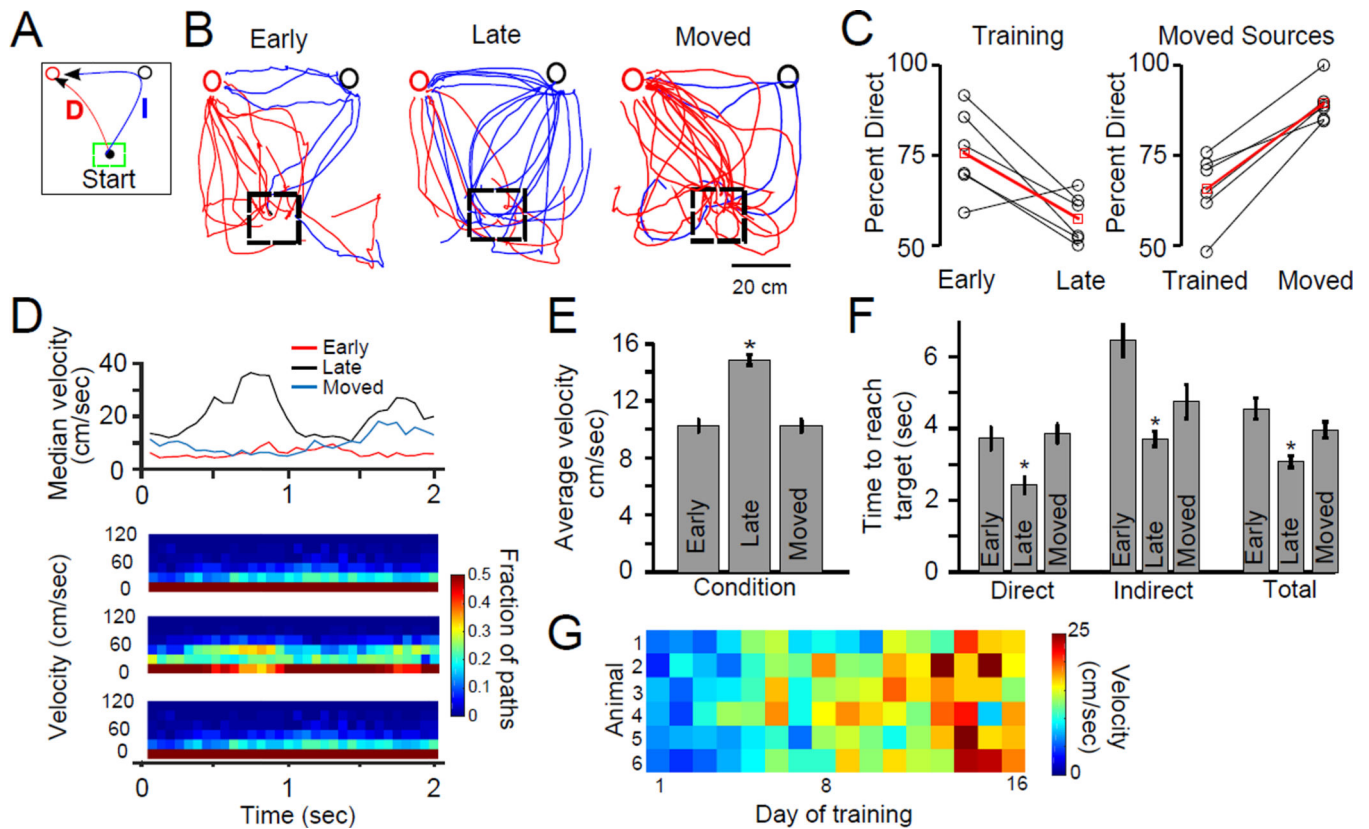 A
D
I
Start
B
Early
Late
Moved
20 cm
C
Training
Moved Sources
Percent Direct
100
75
50
Early
Late
Percent Direct
100
75
50
Trained
Moved
D
Median velocity
(cm/sec)
40
20
0
Early
Late
Moved
0
1
2
Velocity (cm/sec)
120
60
0
120
60
0
120
60
0
0
1
2
Time (sec)
Fraction of paths
0.5
0.4
0.3
0.2
0.1
0
E
Average velocity
cm/sec
16
12
8
4
0
*
Early
Late
Moved
Condition
F
Time to reach
target (sec)
6
4
2
0
*
*
*
Early
Late
Moved
Early
Late
Moved
Early
Late
Moved
Direct
Indirect
Total
G
Animal
1
2
3
4
5
6
1
8
16
Day of training
25
0
Velocity
(cm/sec)